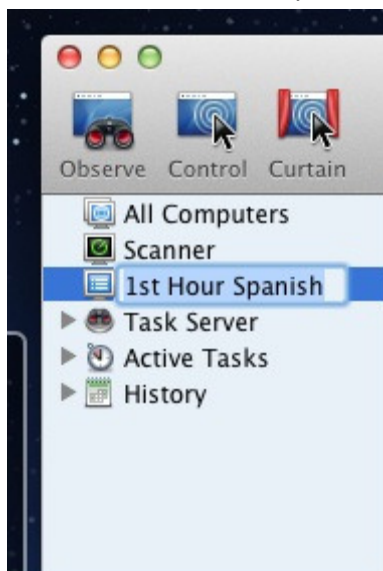 Observe Control Curtain
All Computers
Scanner
1st Hour Spanish
Task Server
Active Tasks
History